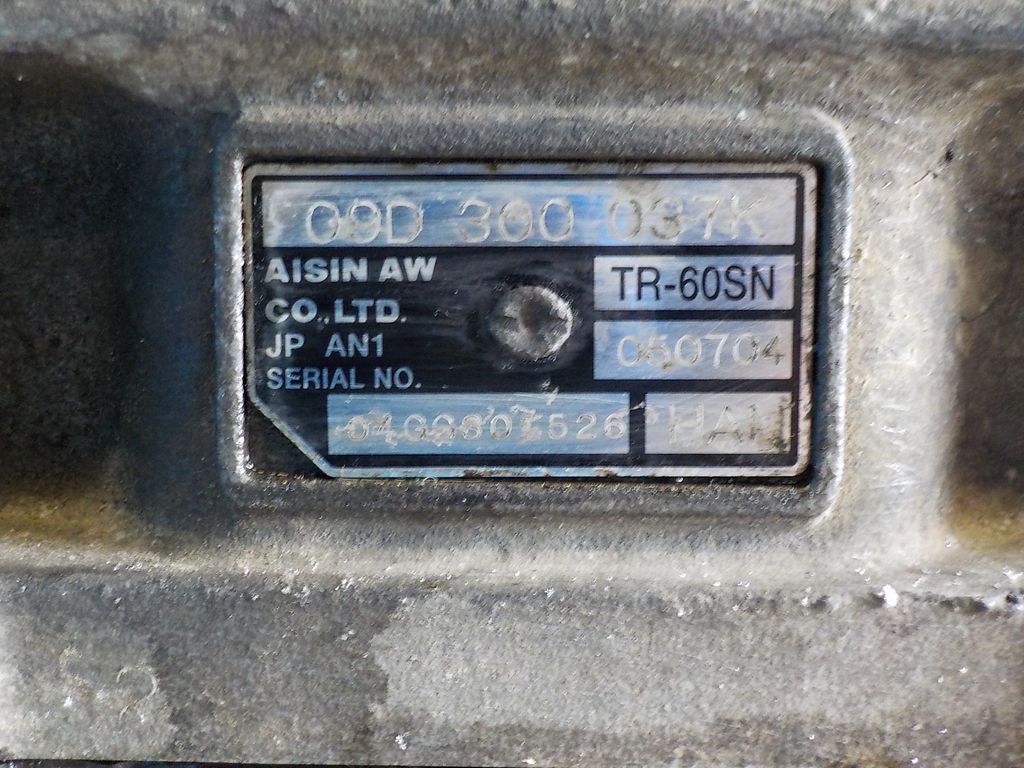 09D 300 037K
AISIN AW
CO.,LTD.
TR-60SN
JP AN1
050704
SERIAL NO.
HAN